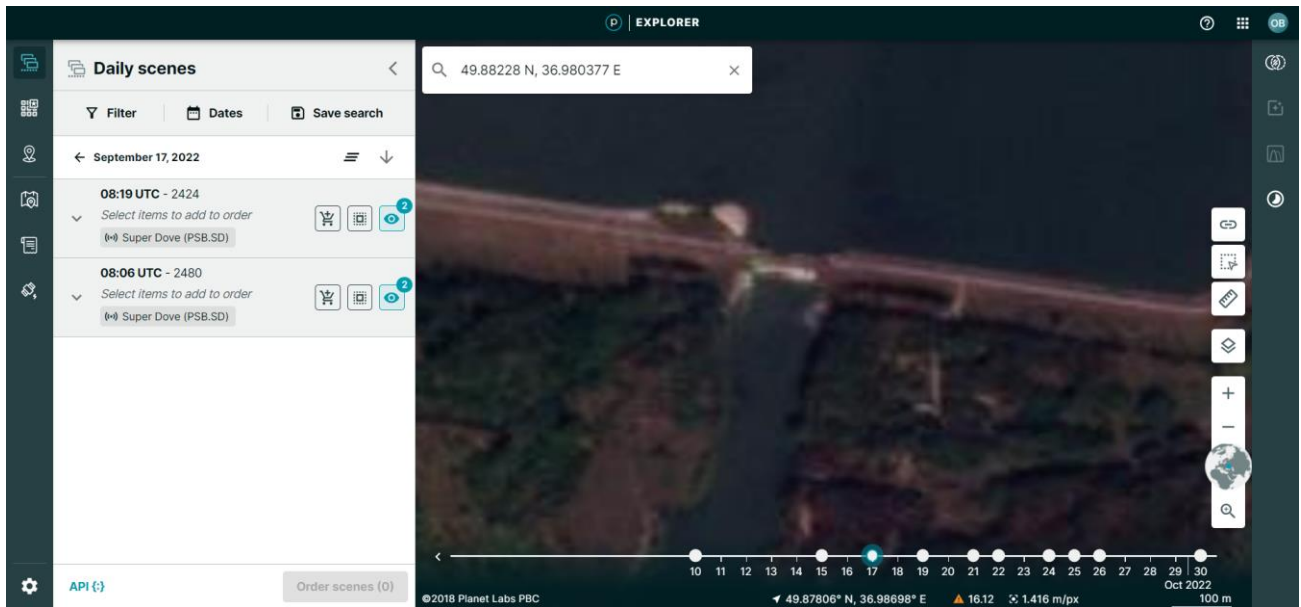 p | EXPLORER
OB
Daily scenes
Filter Dates Save search
September 17, 2022
08:19 UTC - 2424
Select items to add to order
2
Super Dove (PSB.SD)
08:06 UTC - 2480
Select items to add to order
2
Super Dove (PSB.SD)
API {:}
Order scenes (0)
49.88228 N, 36.980377 E
10 11 12 13 14 15 16 17 18 19 20 21 22 23 24 25 26 27 28 29 30
Oct 2022
©2018 Planet Labs PBC
49.87806° N, 36.98698° E 16.12 1.416 m/px 100 m